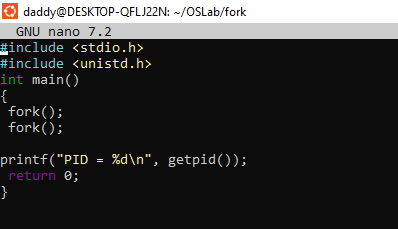 daddy@DESKTOP-QFLJ22N: ~/OSLab/fork
GNU nano 7.2
#include <stdio.h>
#include <unistd.h>
int main()
{
 fork();
 fork();

printf("PID = %d\n", getpid());
 return 0;
}